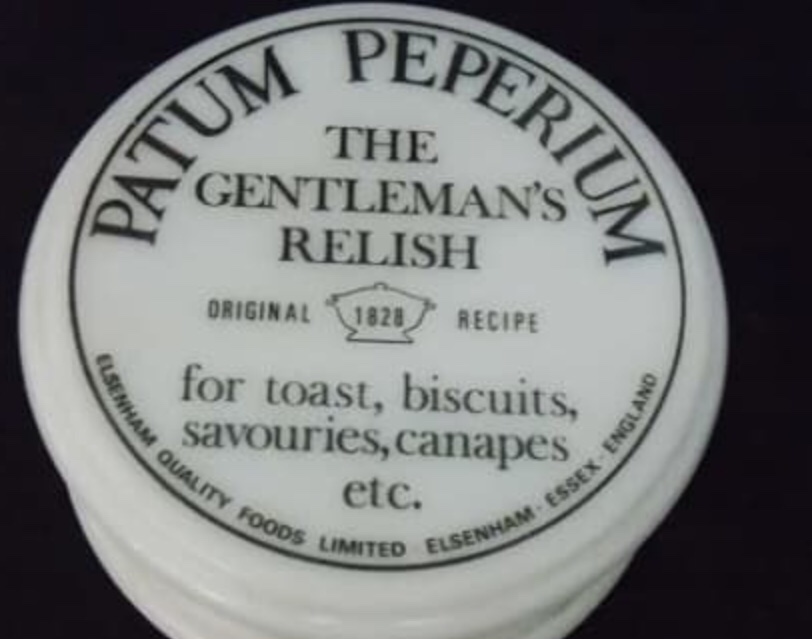 PATUM PEPERIUM
THE
GENTLEMAN'S
RELISH
ORIGINAL 1828 RECIPE
for toast, biscuits,
savouries, canapes
etc.
ELSENHAM QUALITY FOODS LIMITED · ELSENHAM · ESSEX · ENGLAND